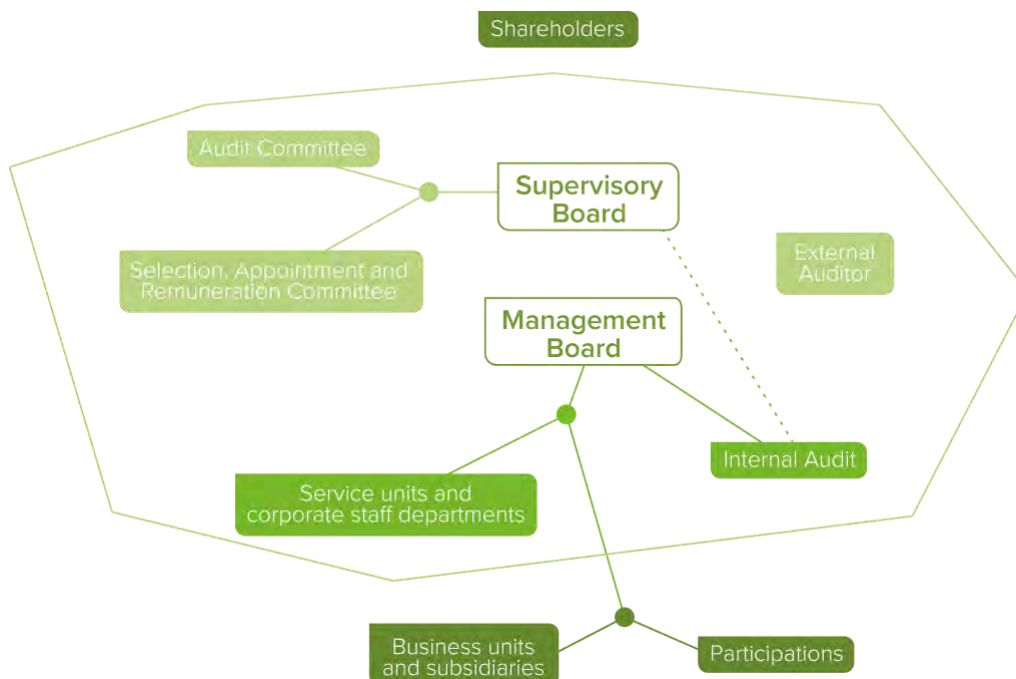 Shareholders
Audit Committee
Supervisory
Board
Selection, Appointment and
Remuneration Committee
External
Auditor
Management
Board
Internal Audit
Service units and
corporate staff departments
Business units
and subsidiaries
Participations